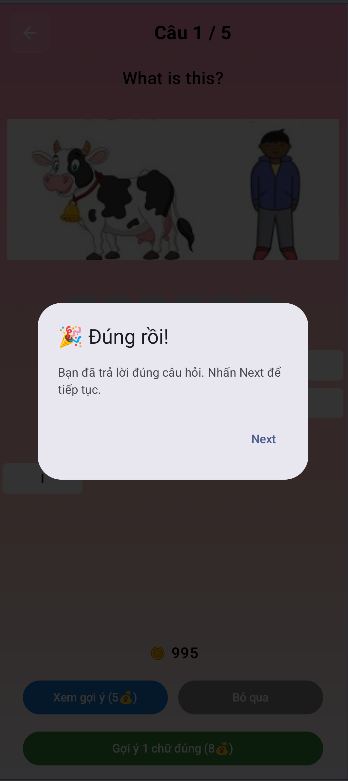 Câu 1 / 5
What is this?
🎉 Đúng rồi!
Bạn đã trả lời đúng câu hỏi. Nhấn Next để
tiếp tục.
Next
995
Xem gợi ý (5💰)
Bỏ qua
Gợi ý 1 chữ đúng (8💰)